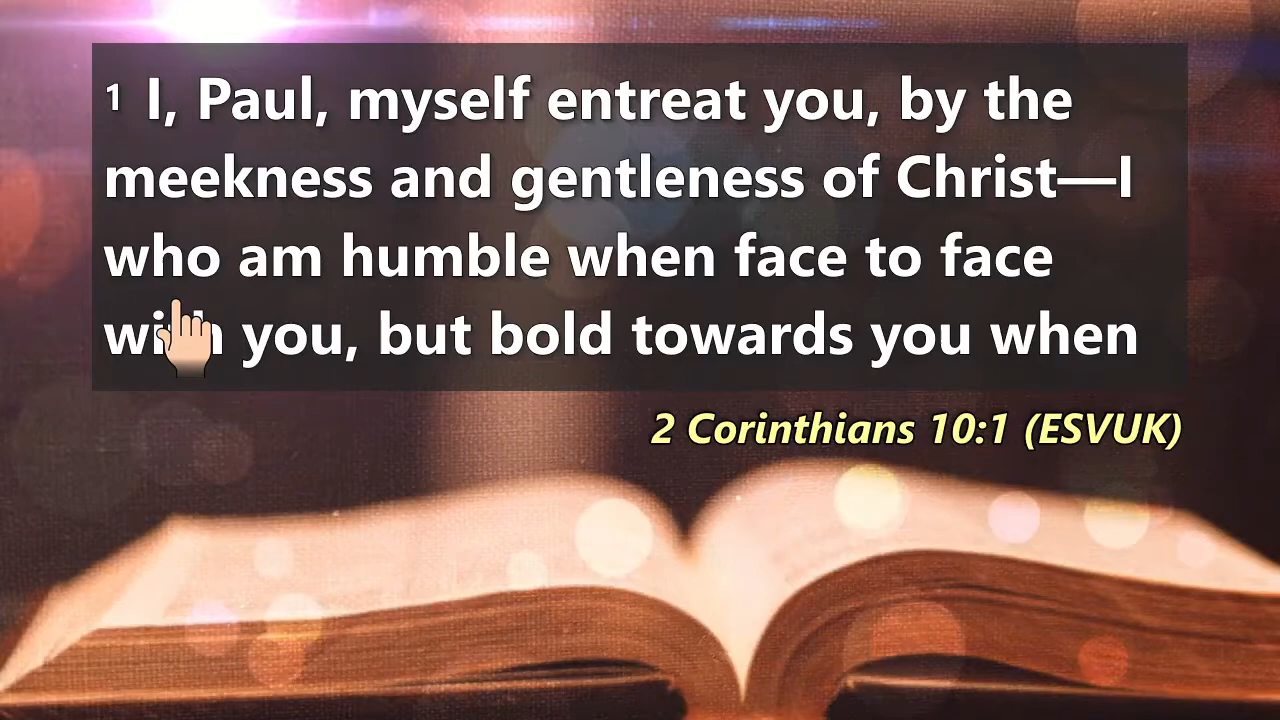 1 I, Paul, myself entreat you, by the
meekness and gentleness of Christ—I
who am humble when face to face
with you, but bold towards you when
2 Corinthians 10:1 (ESVUK)